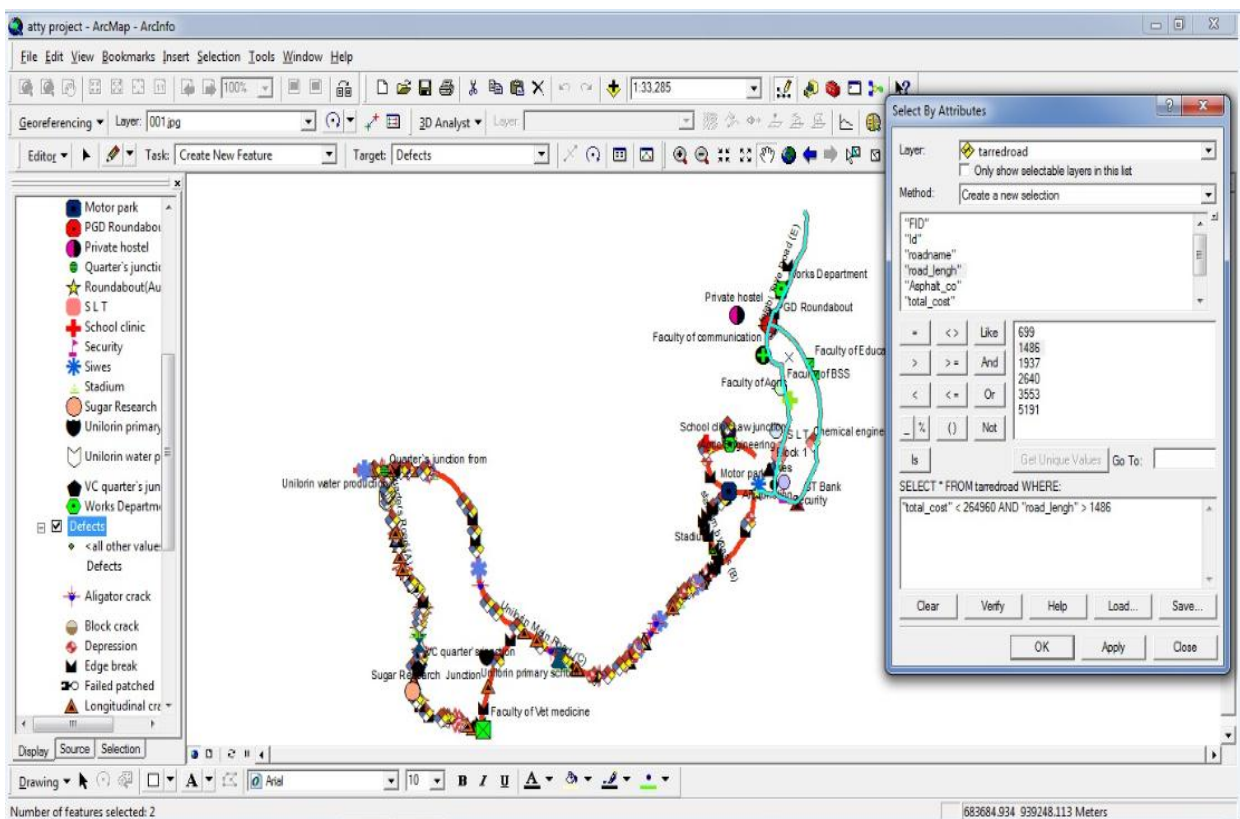 atty project - ArcMap - ArcInfo
File Edit View Bookmarks Insert Selection Tools Window Help
100%
1:33,285
Georeferencing Layer: 001.jpg
3D Analyst Layer:
Editor Task: Create New Feature Target: Defects
Motor park
PGD Roundabou
Private hostel
Quarter's junctic
Roundabout(Au
S L T
School clinic
Security
Siwes
Stadium
Sugar Research
Unilorin primary
Unilorin water p
VC quarter's jun
Works Departme
Defects
<all other value
Defects
Aligator crack
Block crack
Depression
Edge break
Failed patched
Longitudinal cra
Display Source Selection
Road (E)
Works Department
Private hostel
PGD Roundabout
Faculty of communication
Faculty of Educa
Faculty of BSS
Faculty of Agric
School clinic
junction
S L T
Chemical engine
Block 1
Motor park
Security
Quarter's junction from
Unilorin water production
Road (A)
Stadium
(B)
Unilorin Main Road (C)
VC quarter's
Sugar Research Junction
Unilorin primary school
Faculty of Vet medicine
Select By Attributes
Layer: tarredroad
Only show selectable layers in this list
Method: Create a new selection
"FID"
"Id"
"roadname"
"road_lengh"
"Asphalt_co"
"total_cost"
= <> Like
> >= And
< <= Or
_ % () Not
Is
699
1486
1937
2640
3553
5191
Get Unique Values Go To:
SELECT * FROM tarredroad WHERE:
"total_cost" < 264960 AND "road_lengh" > 1486
Clear Verify Help Load... Save...
OK Apply Close
Drawing A Arial 10 B I U A
Number of features selected: 2
683684.934 939248.113 Meters